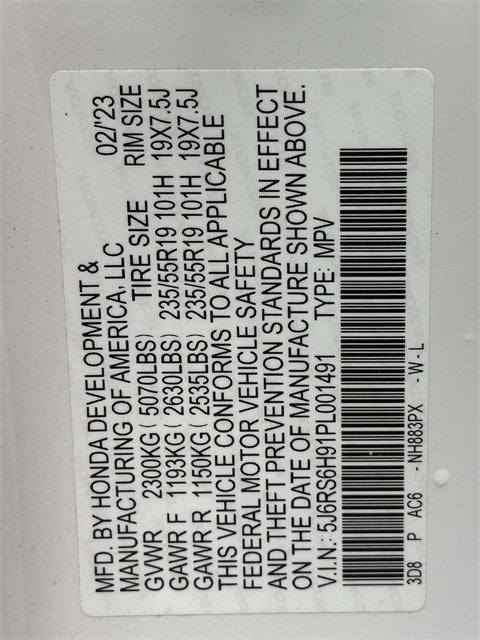 MFD. BY HONDA DEVELOPMENT & 02/"23
MANUFACTURING OF AMERICA, LLC
GVWR 2300KG ( 5070LBS) TIRE SIZE RIM SIZE
GAWR F 1193KG ( 2630LBS) 235/55R19 101H 19X7.5J
GAWR R 1150KG ( 2535LBS) 235/55R19 101H 19X7.5J
THIS VEHICLE CONFORMS TO ALL APPLICABLE
FEDERAL MOTOR VEHICLE SAFETY
AND THEFT PREVENTION STANDARDS IN EFFECT
ON THE DATE OF MANUFACTURE SHOWN ABOVE.
V.I.N.: 5J6RS6H91PL001491 TYPE: MPV
3D8 P AC6 - NH883PX - W - L